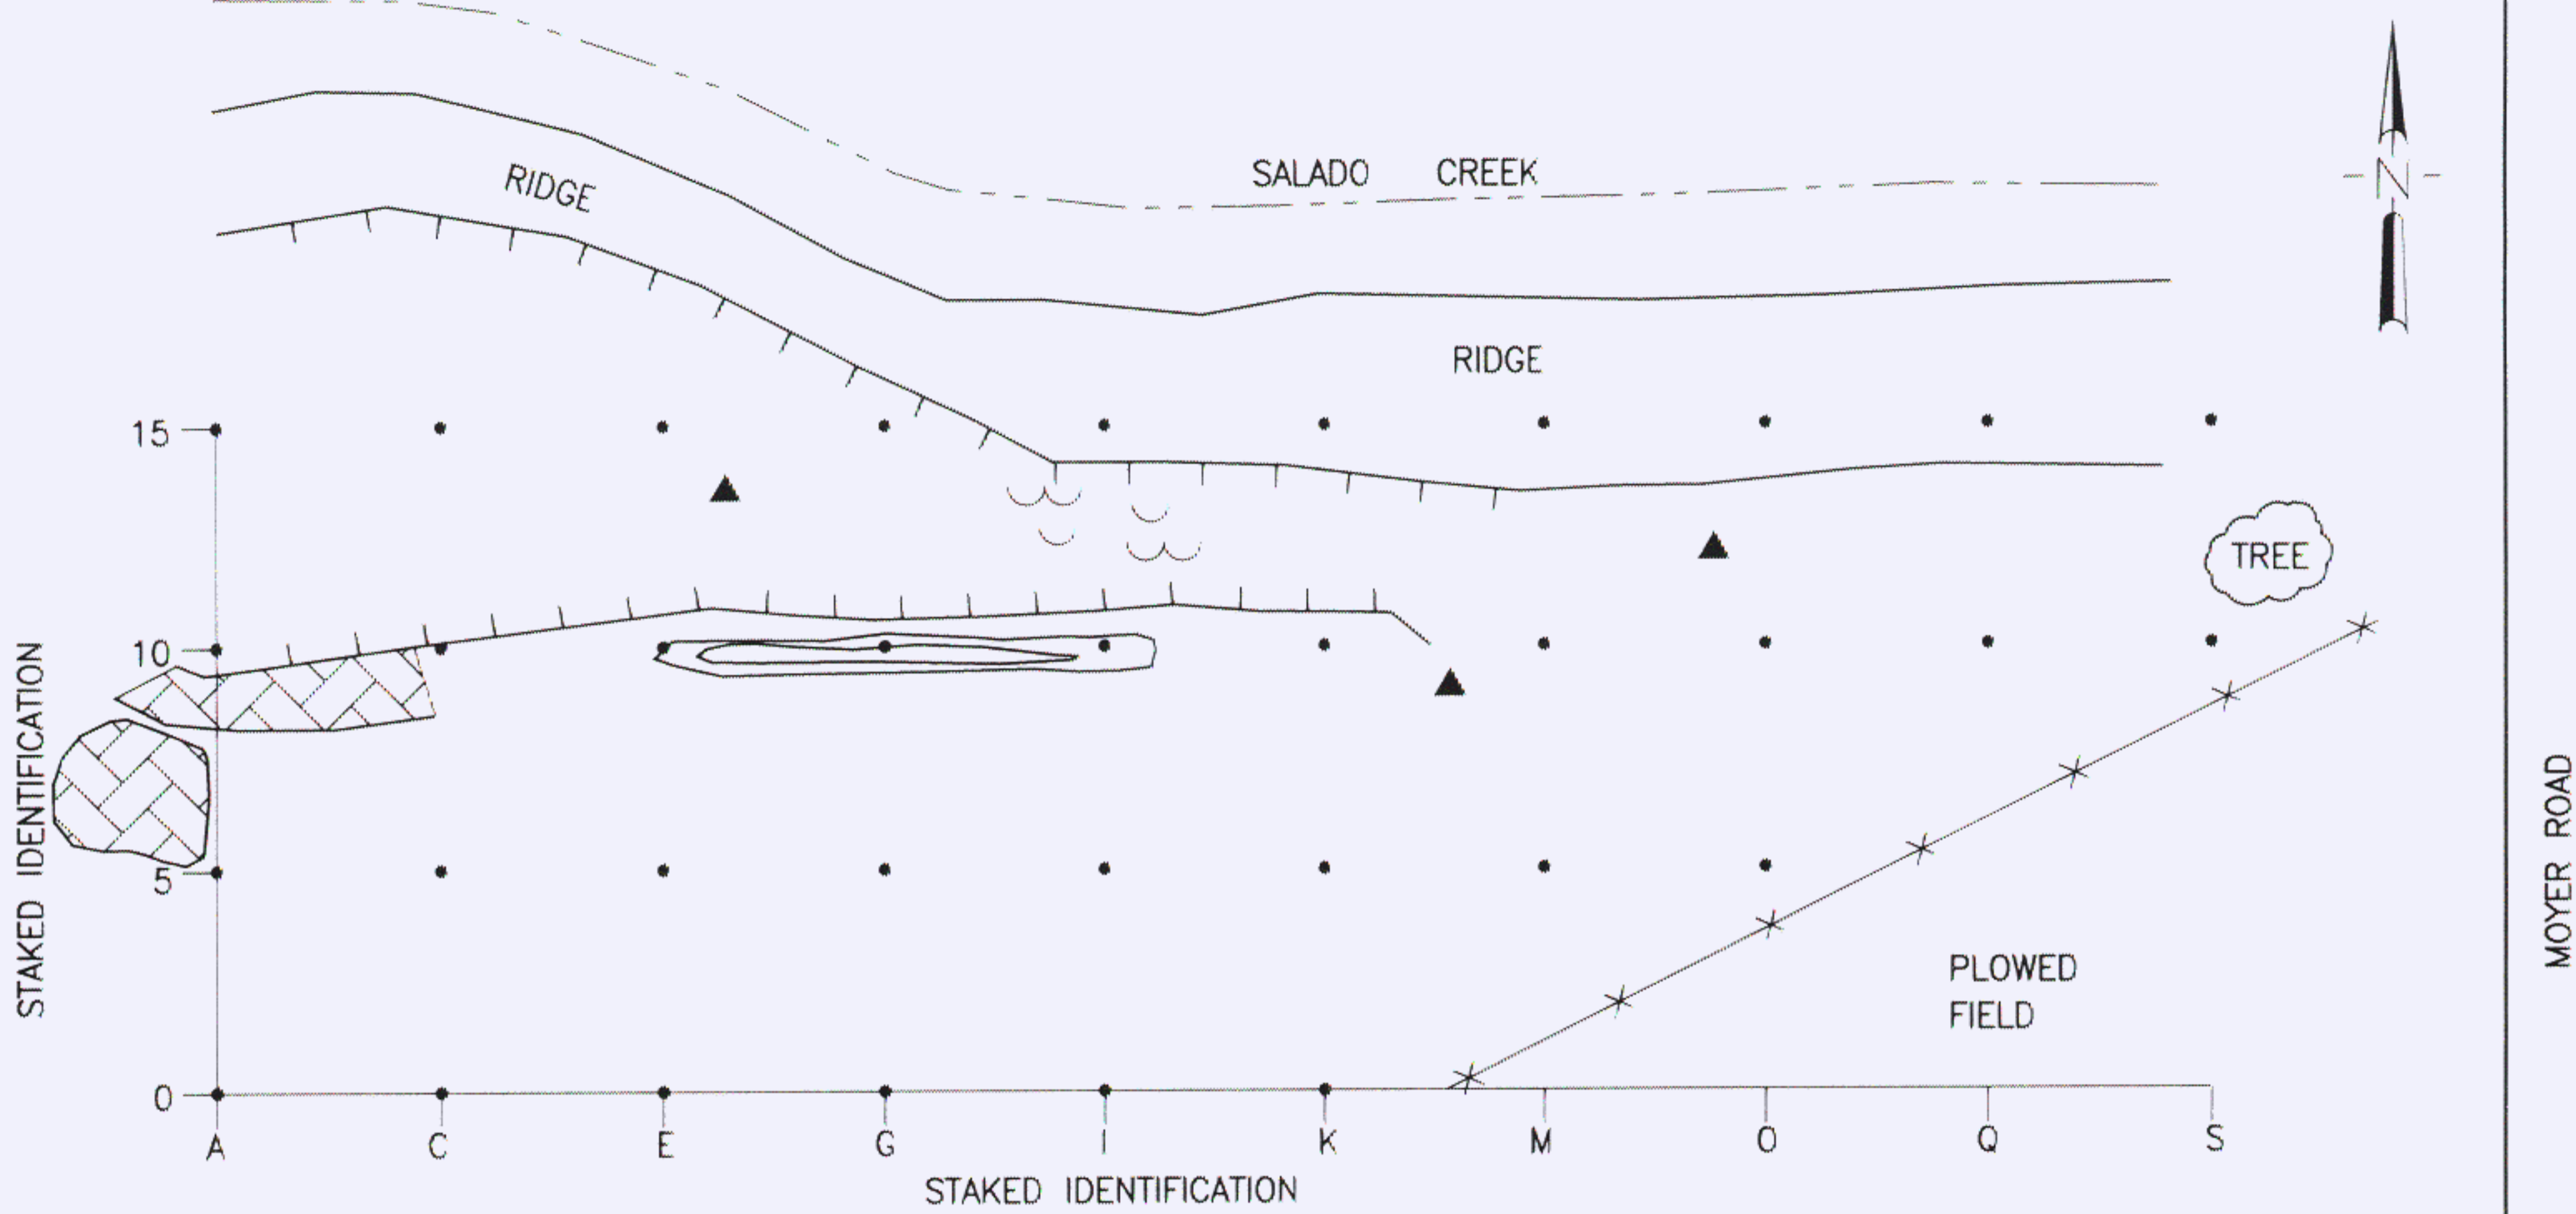 SALADO CREEK
N
RIDGE
RIDGE
15
TREE
10
5
0
STAKED IDENTIFICATION
MOYER ROAD
PLOWED
FIELD
A C E G I K M O Q S
STAKED IDENTIFICATION